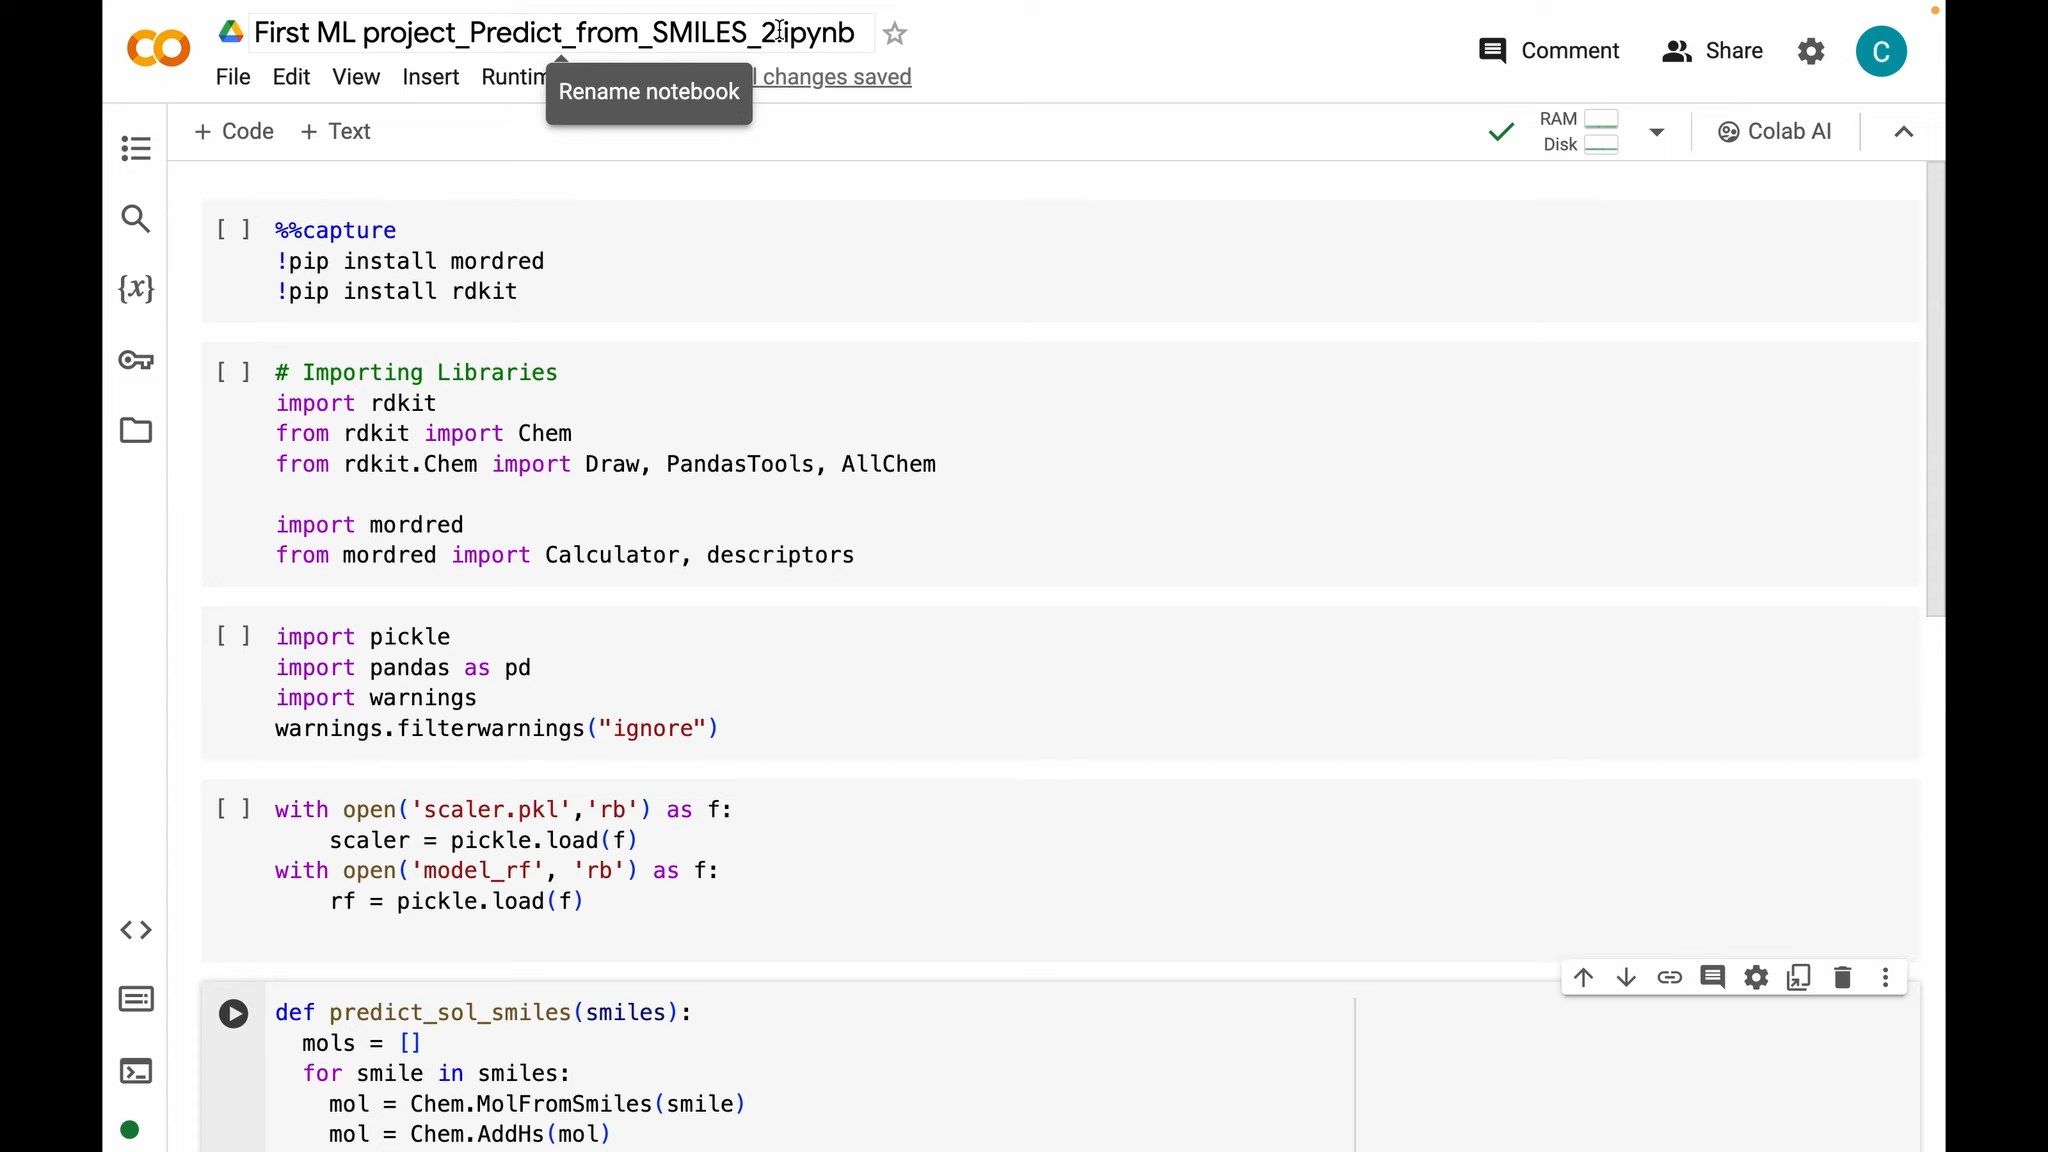 First ML project_Predict_from_SMILES_2.ipynb
File Edit View Insert Runtim
l changes saved
Rename notebook
Comment
Share
C
+ Code + Text
RAM
Disk
Colab AI
[ ] %%capture
!pip install mordred
!pip install rdkit
[ ] # Importing Libraries
import rdkit
from rdkit import Chem
from rdkit.Chem import Draw, PandasTools, AllChem
import mordred
from mordred import Calculator, descriptors
[ ] import pickle
import pandas as pd
import warnings
warnings.filterwarnings("ignore")
[ ] with open('scaler.pkl','rb') as f:
scaler = pickle.load(f)
with open('model_rf', 'rb') as f:
rf = pickle.load(f)
def predict_sol_smiles(smiles):
mols = []
for smile in smiles:
mol = Chem.MolFromSmiles(smile)
mol = Chem.AddHs(mol)